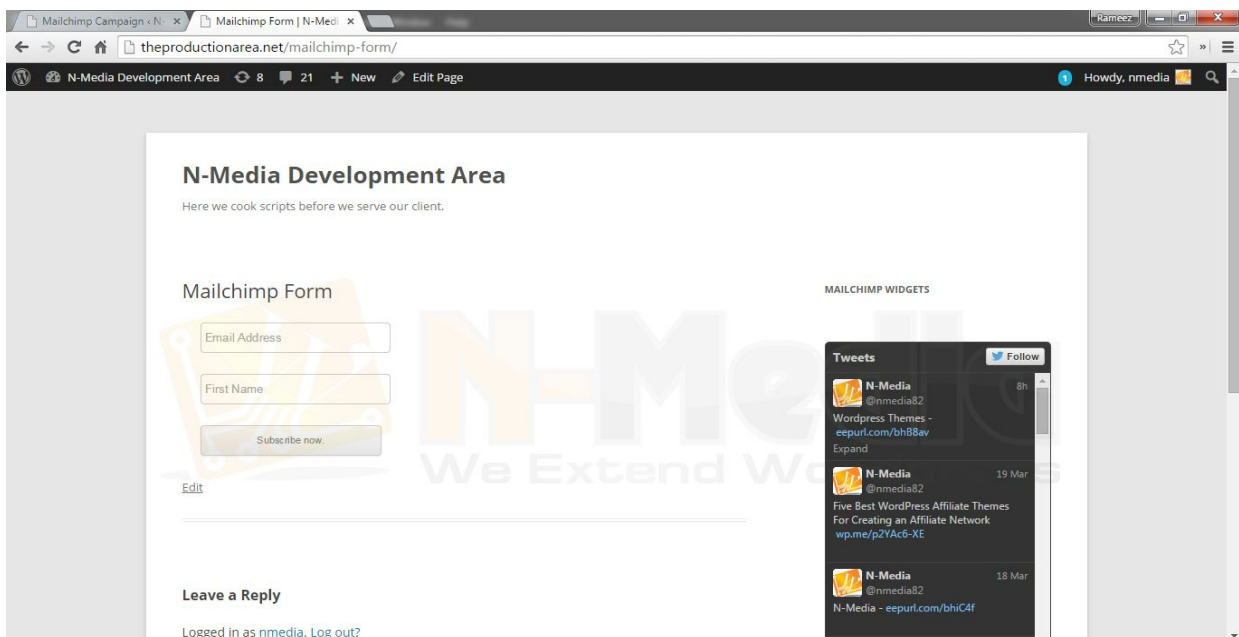 Mailchimp Campaign ‹ N-
Mailchimp Form | N-Medi
Rameez
theproductionarea.net/mailchimp-form/
N-Media Development Area 8 21 + New Edit Page
1 Howdy, nmedia
N-Media Development Area
Here we cook scripts before we serve our client.
Mailchimp Form
Email Address
First Name
Subscribe now.
Edit
Leave a Reply
Logged in as nmedia. Log out?
MAILCHIMP WIDGETS
Tweets
Follow
N-Media 8h
@nmedia82
Wordpress Themes -
eepurl.com/bhB8av
Expand
N-Media 19 Mar
@nmedia82
Five Best WordPress Affiliate Themes
For Creating an Affiliate Network
wp.me/p2YAc6-XE
N-Media 18 Mar
@nmedia82
N-Media - eepurl.com/bhiC4f
N-Media
We Extend